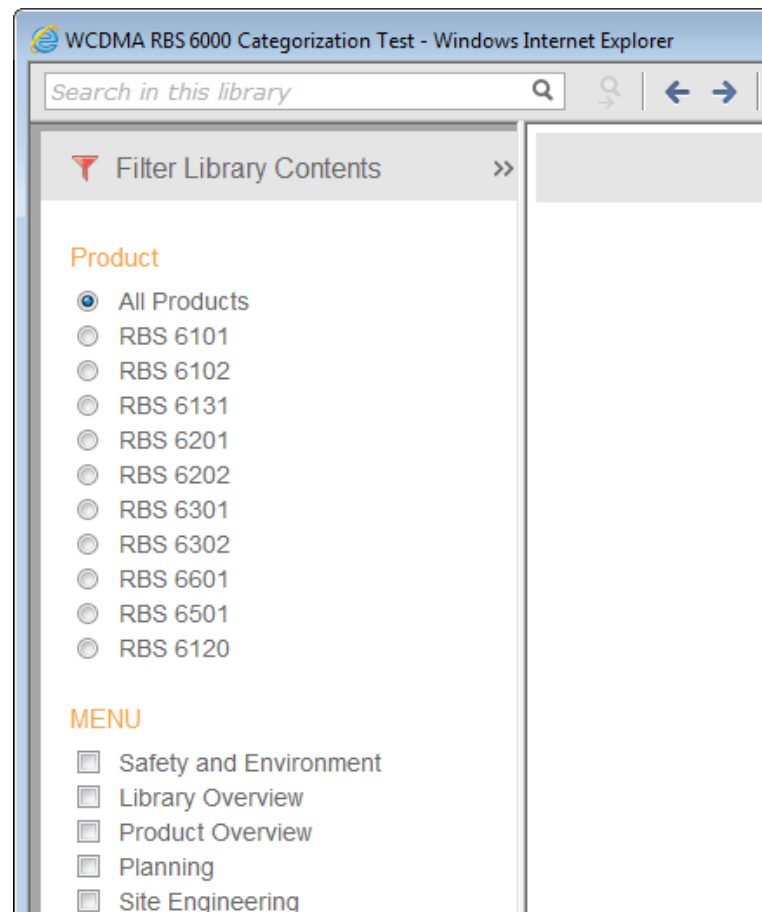 WCDMA RBS 6000 Categorization Test - Windows Internet Explorer
Search in this library
Filter Library Contents
Product
All Products
RBS 6101
RBS 6102
RBS 6131
RBS 6201
RBS 6202
RBS 6301
RBS 6302
RBS 6601
RBS 6501
RBS 6120
MENU
Safety and Environment
Library Overview
Product Overview
Planning
Site Engineering